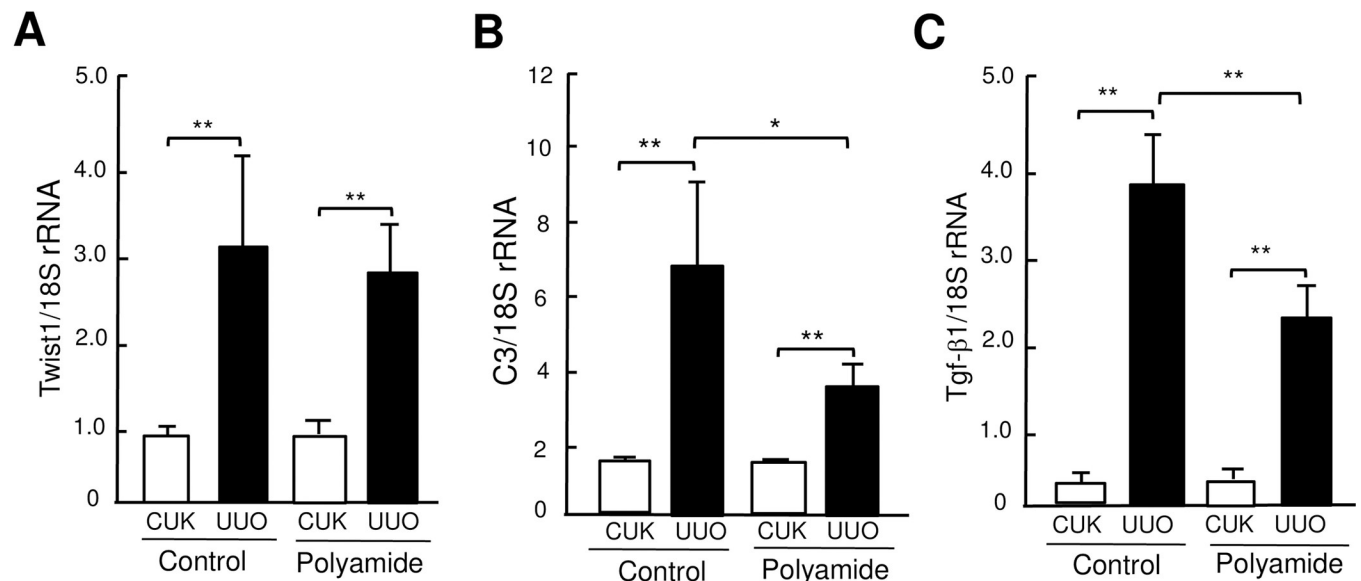 A
Twist1/18S rRNA
5.0
4.0
3.0
2.0
1.0
0
**
**
CUK UUO CUK UUO
Control Polyamide
B
C3/18S rRNA
12
10
8
6
4
2
0
**
*
**
CUK UUO CUK UUO
Control Polyamide
C
Tgf-β1/18S rRNA
5.0
4.0
3.0
2.0
1.0
0
**
**
**
CUK UUO CUK UUO
Control Polyamide